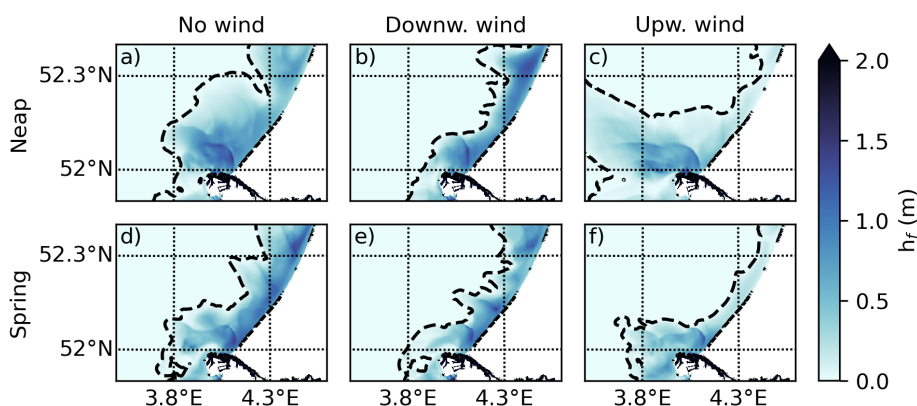 No wind Downw. wind Upw. wind
Neap
52.3°N
52°N
a) b) c)
Spring
52.3°N
52°N
d) e) f)
3.8°E 4.3°E 3.8°E 4.3°E 3.8°E 4.3°E
2.0
1.5
1.0
0.5
0.0
h_f (m)